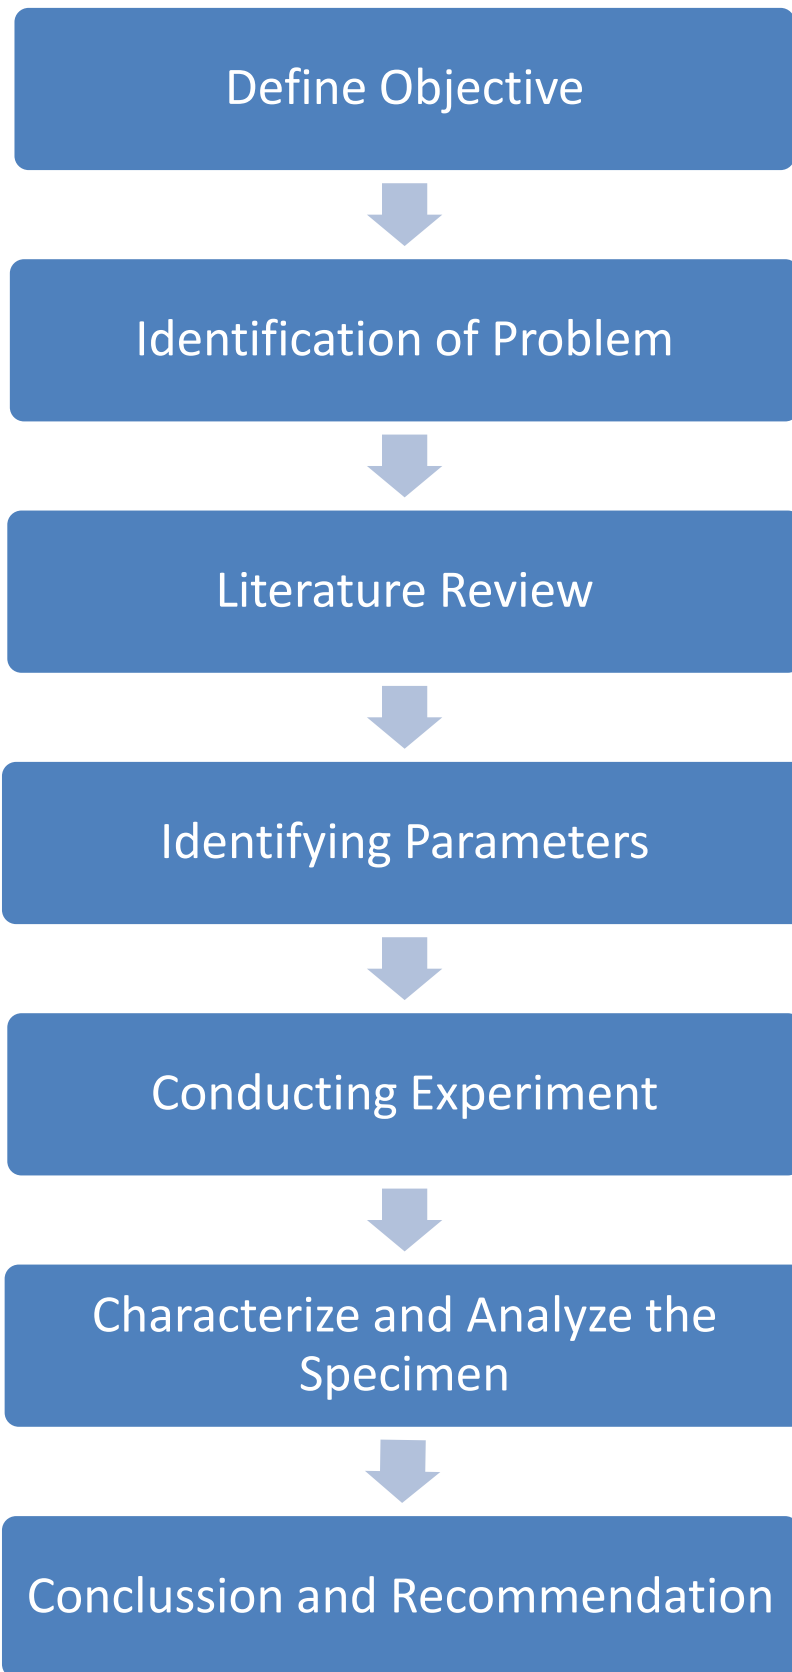 Define Objective
Identification of Problem
Literature Review
Identifying Parameters
Conducting Experiment
Characterize and Analyze the
Specimen
Conclussion and Recommendation